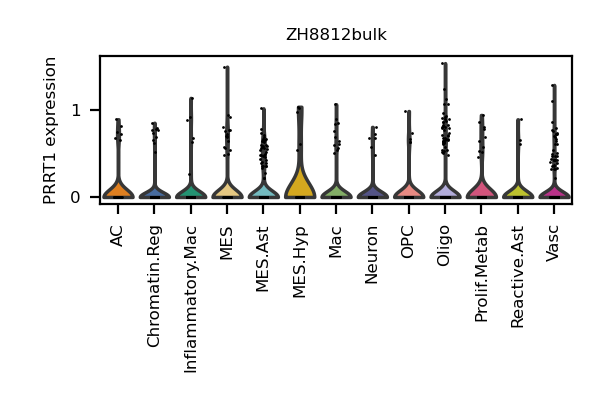 ZH8812bulk
PRRT1 expression
1
0
AC
Chromatin.Reg
Inflammatory.Mac
MES
MES.Ast
MES.Hyp
Mac
Neuron
OPC
Oligo
Prolif.Metab
Reactive.Ast
Vasc